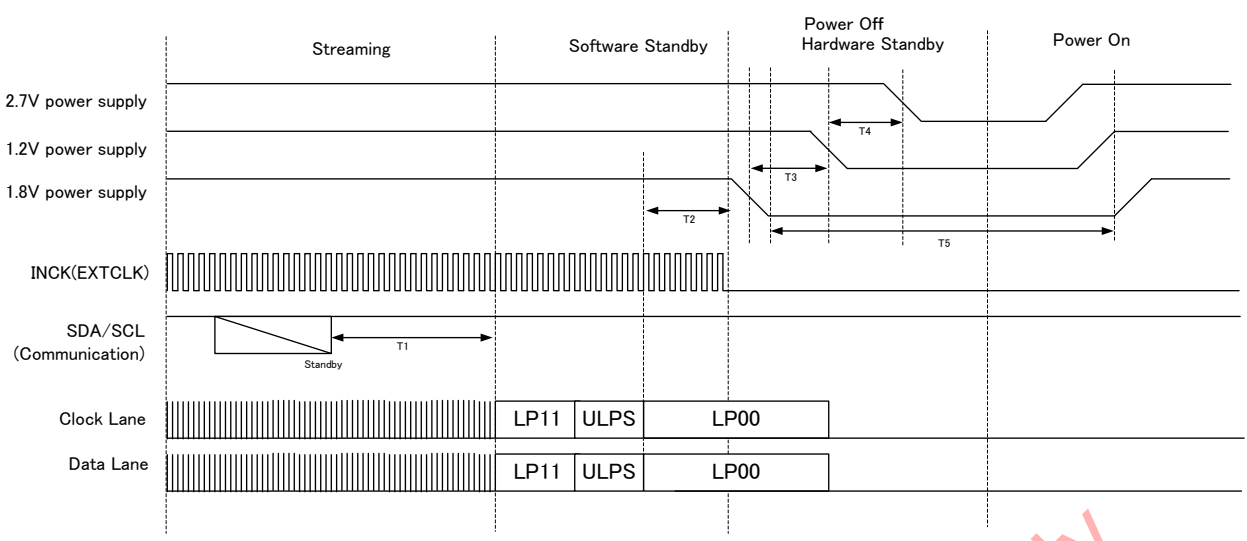 Streaming
Software Standby
Power Off
Hardware Standby
Power On
2.7V power supply
T4
1.2V power supply
T3
1.8V power supply
T2
T5
INCK(EXTCLK)
SDA/SCL
(Communication)
T1
Standby
Clock Lane
LP11
ULPS
LP00
Data Lane
LP11
ULPS
LP00